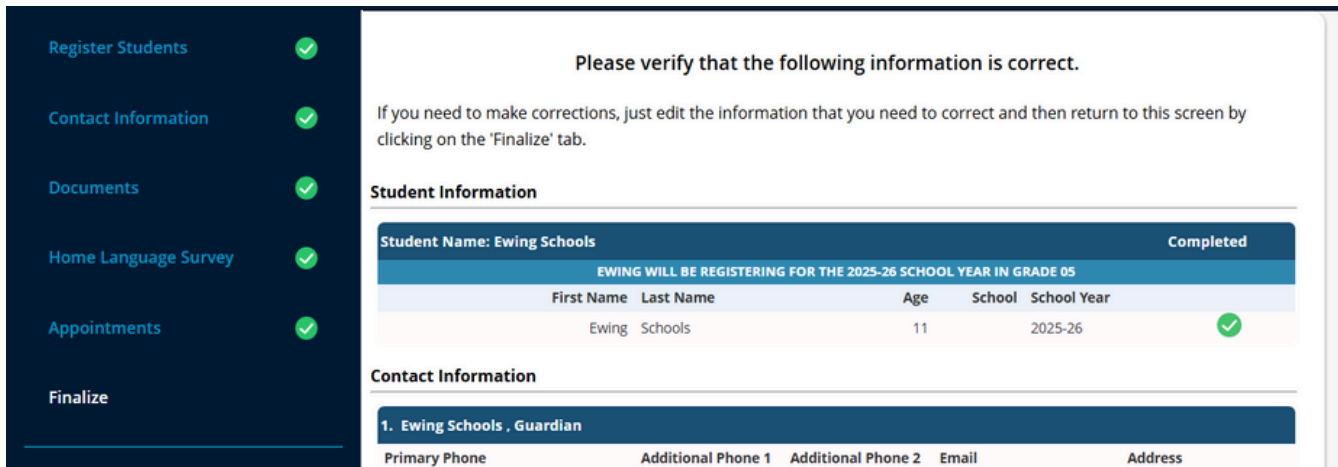 Register Students
Contact Information
Documents
Home Language Survey
Appointments
Finalize
Please verify that the following information is correct.
If you need to make corrections, just edit the information that you need to correct and then return to this screen by
clicking on the 'Finalize' tab.
Student Information
Student Name: Ewing Schools Completed
EWING WILL BE REGISTERING FOR THE 2025-26 SCHOOL YEAR IN GRADE 05
First Name Last Name Age School School Year
Ewing Schools 11 2025-26
Contact Information
1. Ewing Schools , Guardian
Primary Phone Additional Phone 1 Additional Phone 2 Email Address